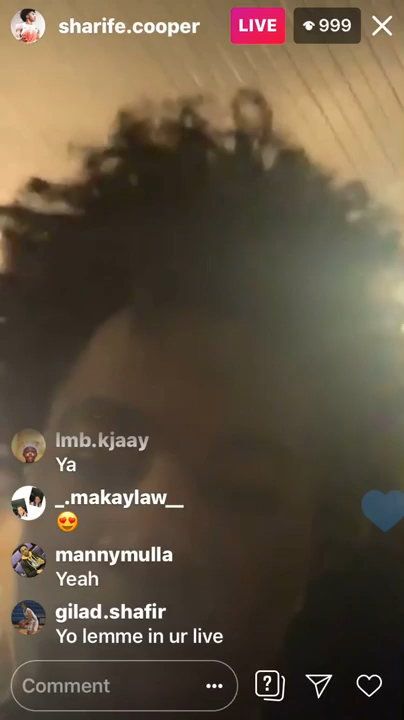 sharife.cooper LIVE 999
lmb.kjaay
Ya
_.makaylaw__
😍
mannymulla
Yeah
gilad.shafir
Yo lemme in ur live
Comment